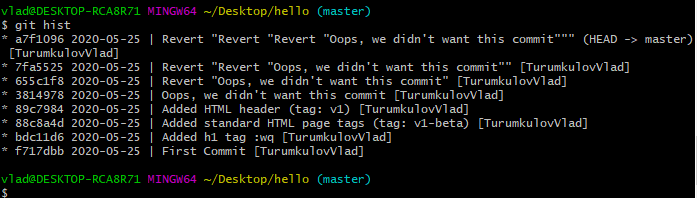 vlad@DESKTOP-RCA8R71 MINGW64 ~/Desktop/hello (master)
$ git hist
* a7f1096 2020-05-25 | Revert "Revert "Revert "Oops, we didn't want this commit""" (HEAD -> master)
[TurumkulovVlad]
* 7fa5525 2020-05-25 | Revert "Revert "Oops, we didn't want this commit"" [TurumkulovVlad]
* 655c1f8 2020-05-25 | Revert "Oops, we didn't want this commit" [TurumkulovVlad]
* 3814978 2020-05-25 | Oops, we didn't want this commit [TurumkulovVlad]
* 89c7984 2020-05-25 | Added HTML header (tag: v1) [TurumkulovVlad]
* 88c8a4d 2020-05-25 | Added standard HTML page tags (tag: v1-beta) [TurumkulovVlad]
* bdc11d6 2020-05-25 | Added h1 tag :wq [TurumkulovVlad]
* f717dbb 2020-05-25 | First Commit [TurumkulovVlad]
vlad@DESKTOP-RCA8R71 MINGW64 ~/Desktop/hello (master)
$